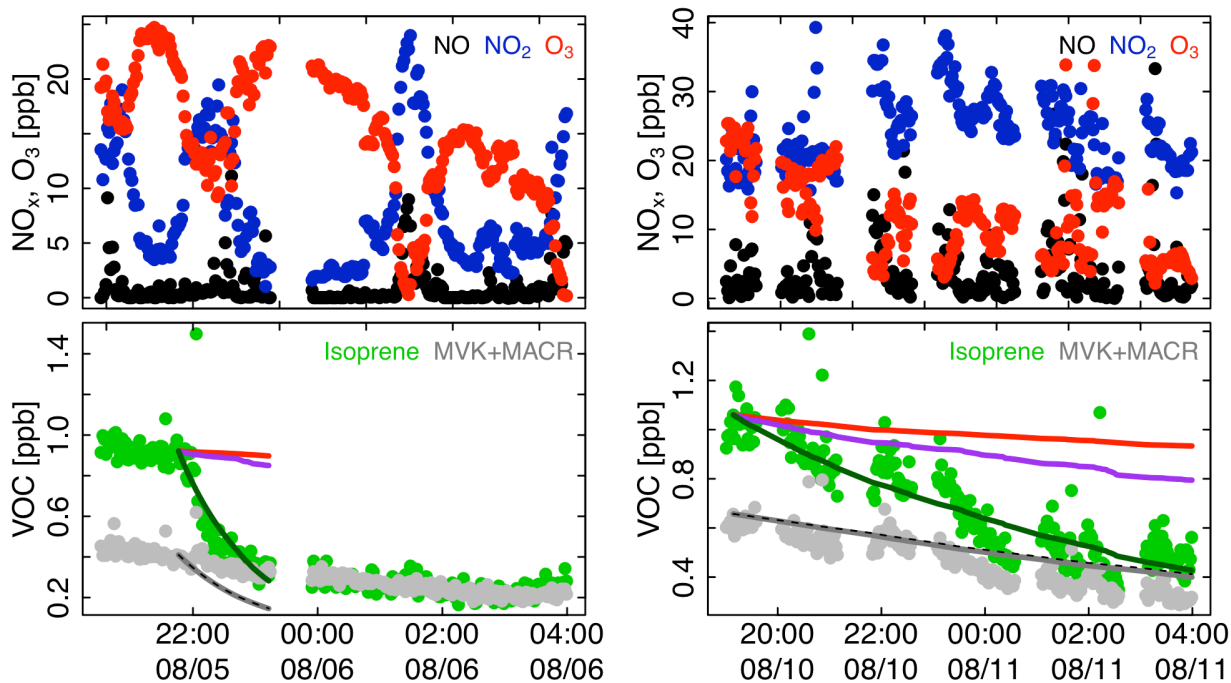 NO NO₂ O₃
NOₓ, O₃ [ppb]
20
10
5
0
NO NO₂ O₃
NOₓ, O₃ [ppb]
40
30
20
10
0
Isoprene MVK+MACR
VOC [ppb]
1.4
1.0
0.6
0.2
22:00 00:00 02:00 04:00
08/05 08/06 08/06 08/06
Isoprene MVK+MACR
VOC [ppb]
1.2
0.8
0.4
20:00 22:00 00:00 02:00 04:00
08/10 08/10 08/11 08/11 08/11